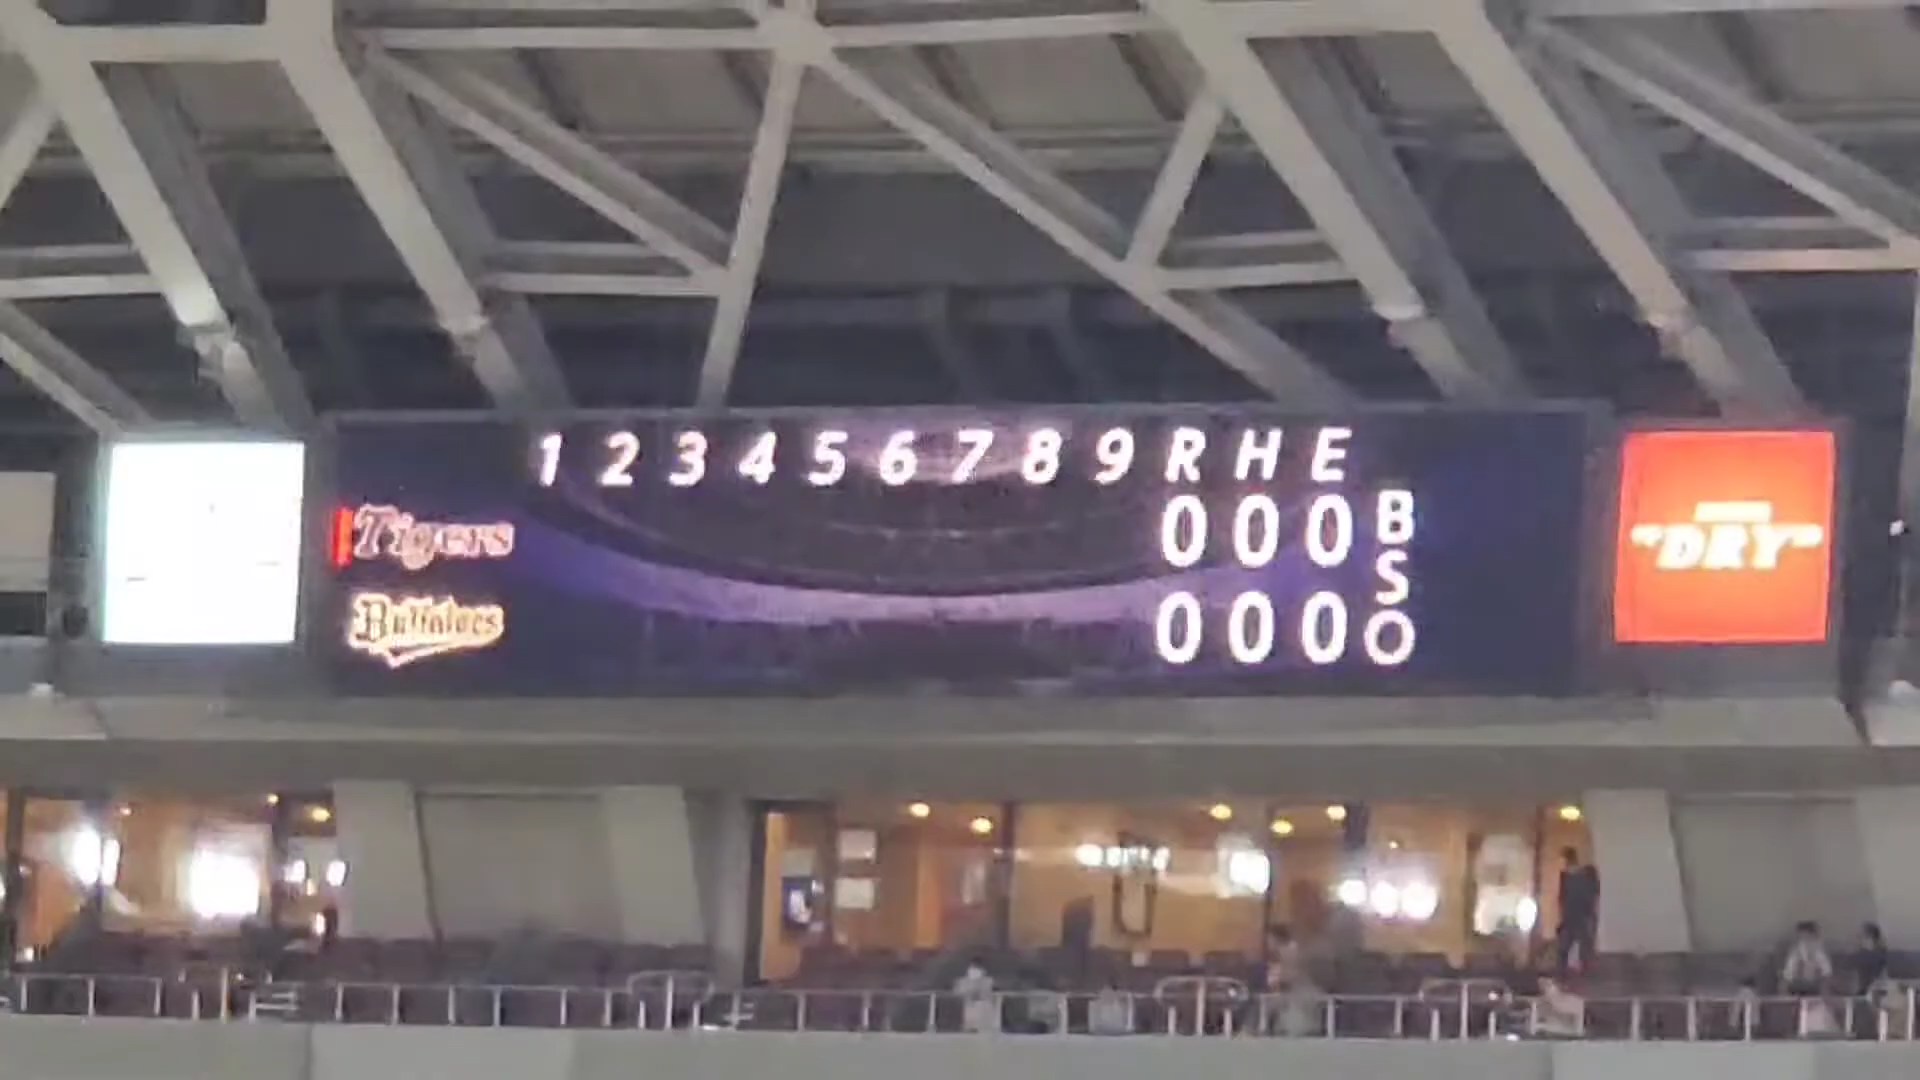 1 2 3 4 5 6 7 8 9 R H E
Tigers 0 0 0
Buffaloes 0 0 0
B
S
O
"DRY"